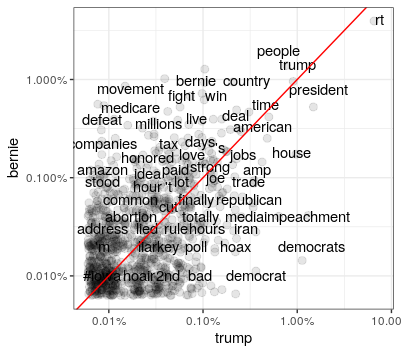 rt
people
trump
bernie country
movement
president
fight win
medicare
time
defeat
deal
live
millions
american
companies
tax days
's
honored love
jobs
house
amazon
idea paid strong
amp
stood
hour 't lot
joe
trade
common finally republican
cut
abortion totally media impeachment
address
lied rule hours iran
'm
malarkey poll hoax democrats
2nd bad democrat
bernie
trump
1.000%
0.100%
0.010%
0.01%
0.10%
1.00%
10.00